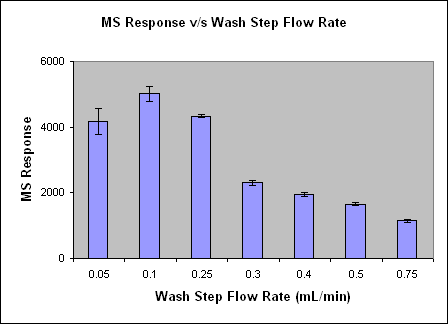 MS Response v/s Wash Step Flow Rate
6000
4000
2000
0
MS Response
0.05 0.1 0.25 0.3 0.4 0.5 0.75
Wash Step Flow Rate (mL/min)